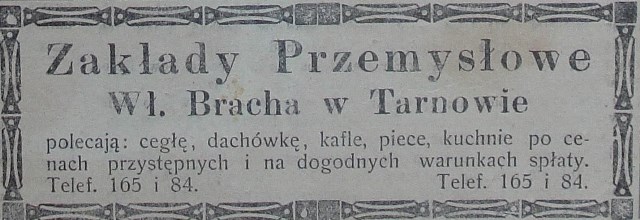 Zakłady Przemysłowe
Wł. Bracha w Tarnowie
polecają: cegłę, dachówkę, kafle, piece, kuchnie po ce-
nach przystępnych i na dogodnych warunkach spłaty.
Telef. 165 i 84. Telef. 165 i 84.